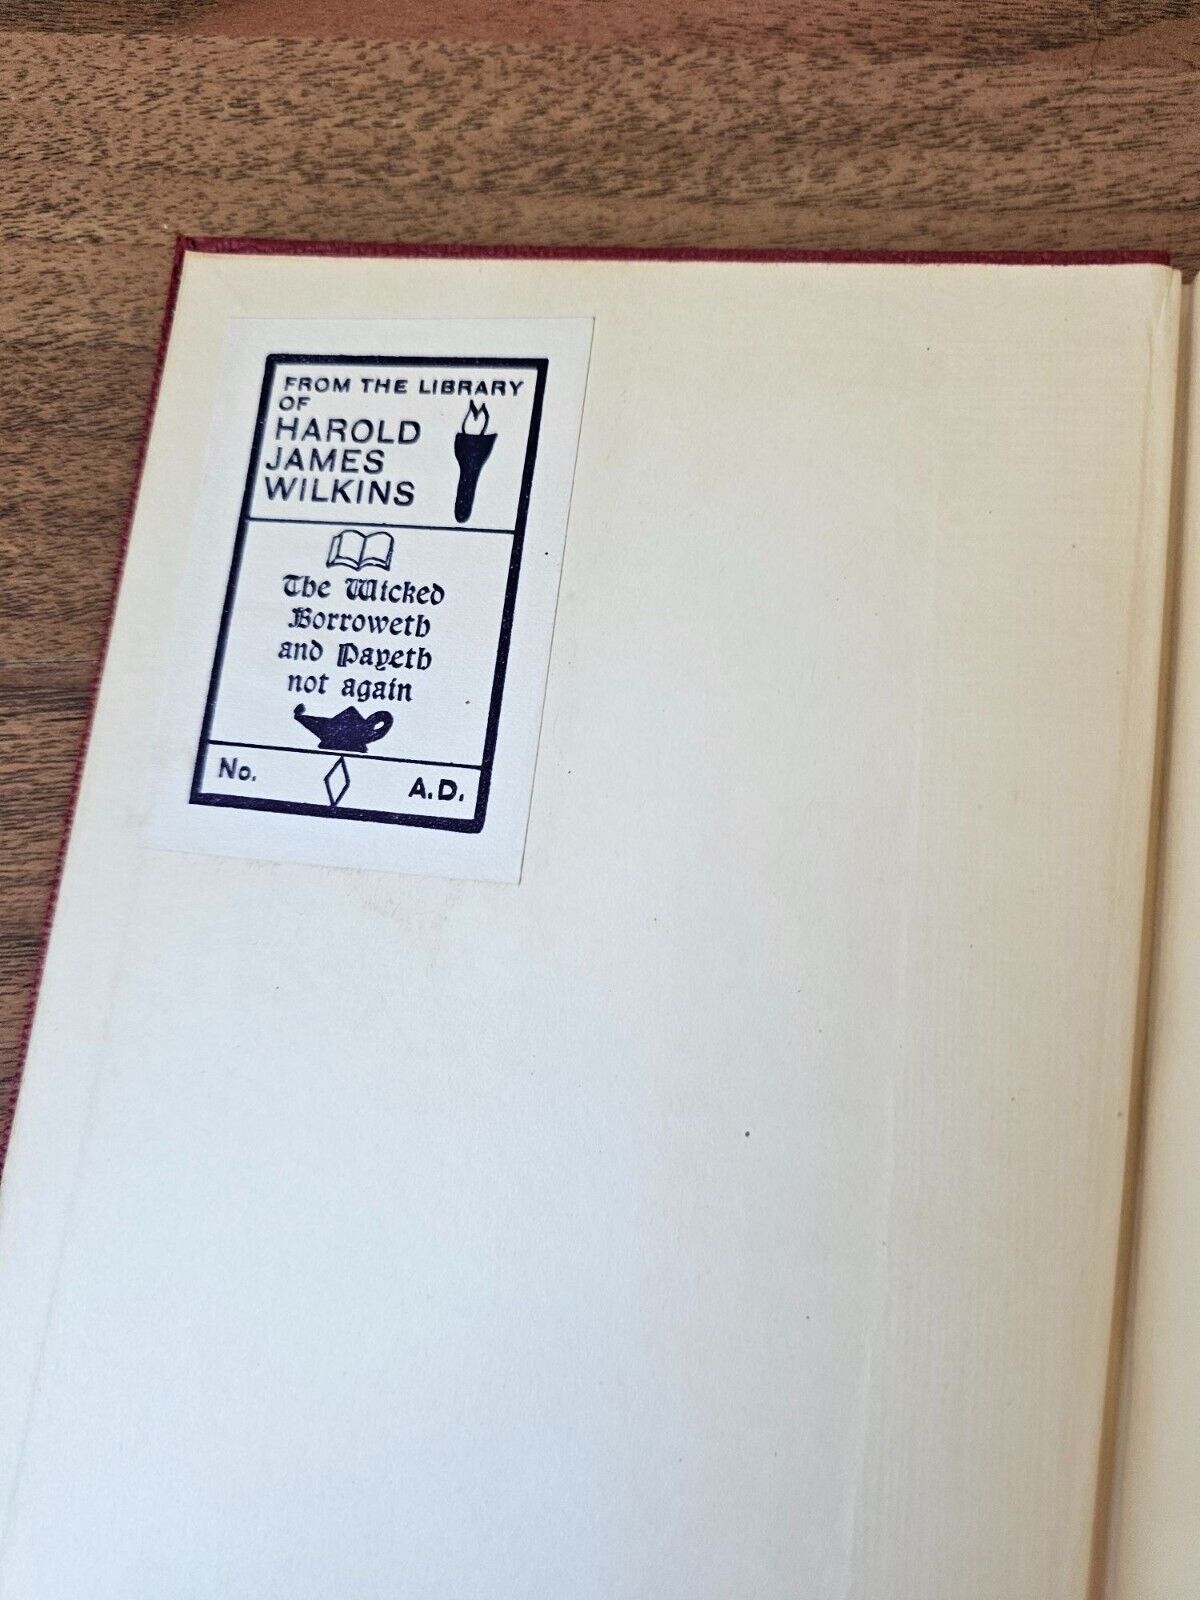 FROM THE LIBRARY
OF
HAROLD
JAMES
WILKINS
The Wicked
Borroweth
and Payeth
not again
No. A.D.